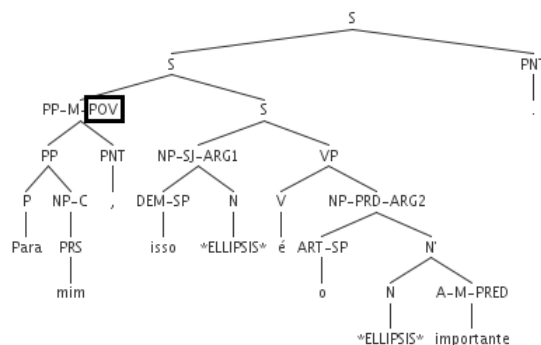 S
S PNT
PP-M-POV S .
PP PNT NP-SJ-ARG1 VP
P NP-C , DEM-SP N V NP-PRD-ARG2
Para PRS isso *ELLIPSIS* é ART-SP N'
mim o N A-M-PRED
*ELLIPSIS* importante